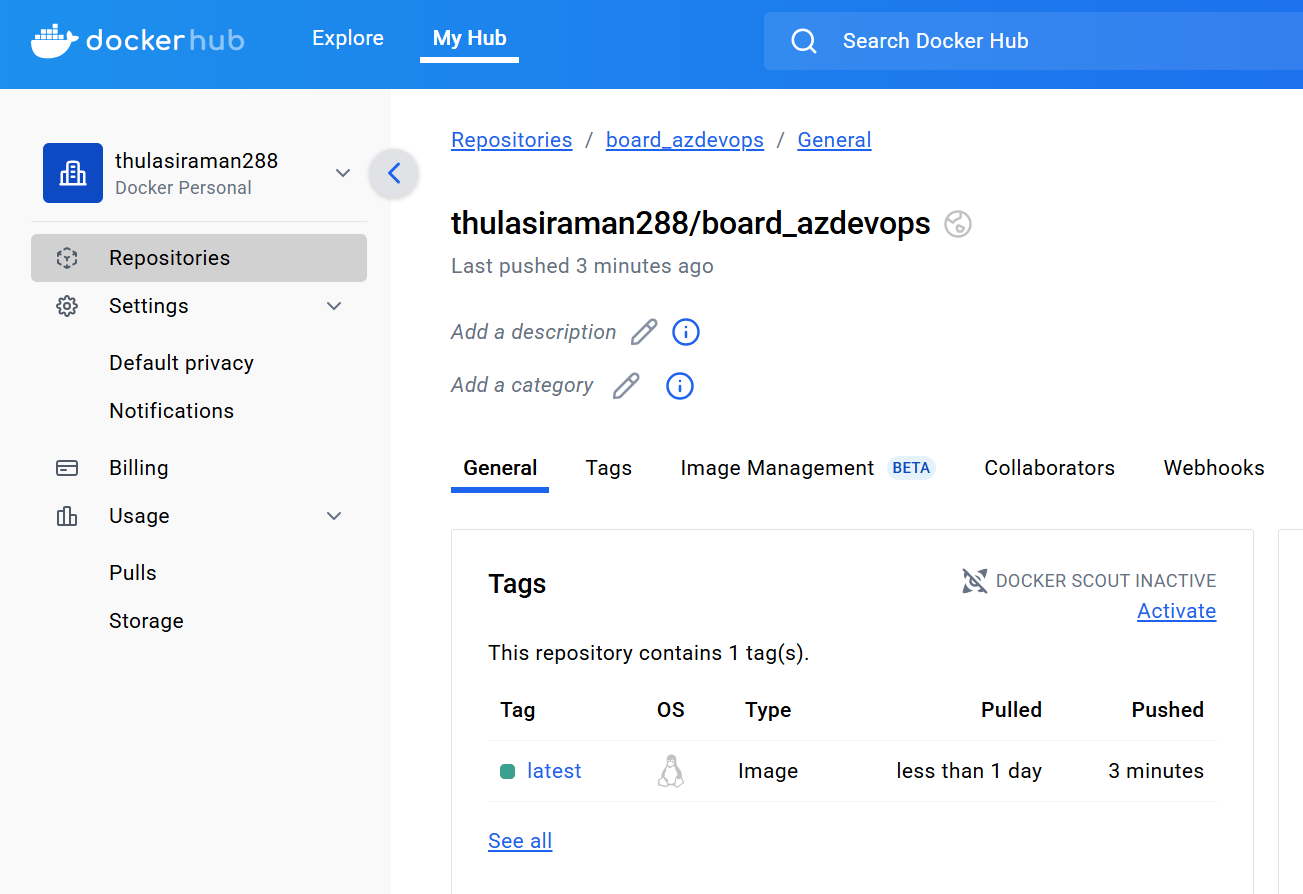 dockerhub
Explore
My Hub
Search Docker Hub
thulasiraman288
Docker Personal
Repositories
Settings
Default privacy
Notifications
Billing
Usage
Pulls
Storage
Repositories / board_azdevops / General
thulasiraman288/board_azdevops
Last pushed 3 minutes ago
Add a description
Add a category
General Tags Image Management BETA Collaborators Webhooks
Tags
DOCKER SCOUT INACTIVE
Activate
This repository contains 1 tag(s).
Tag OS Type Pulled Pushed
latest Image less than 1 day 3 minutes
See all